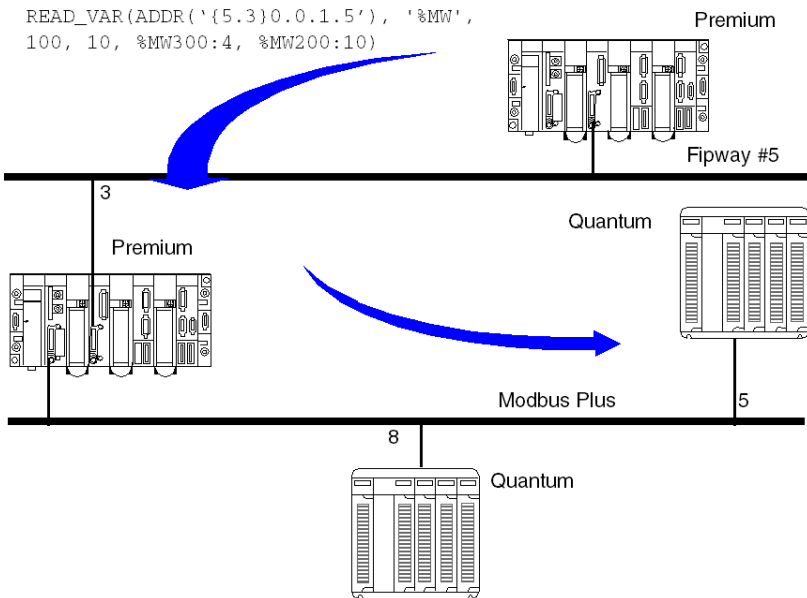 READ_VAR(ADDR(‘{5.3}0.0.1.5’), '%MW',
100, 10, %MW300:4, %MW200:10)
Premium
Fipway #5
3
Quantum
Premium
Modbus Plus
5
8
Quantum